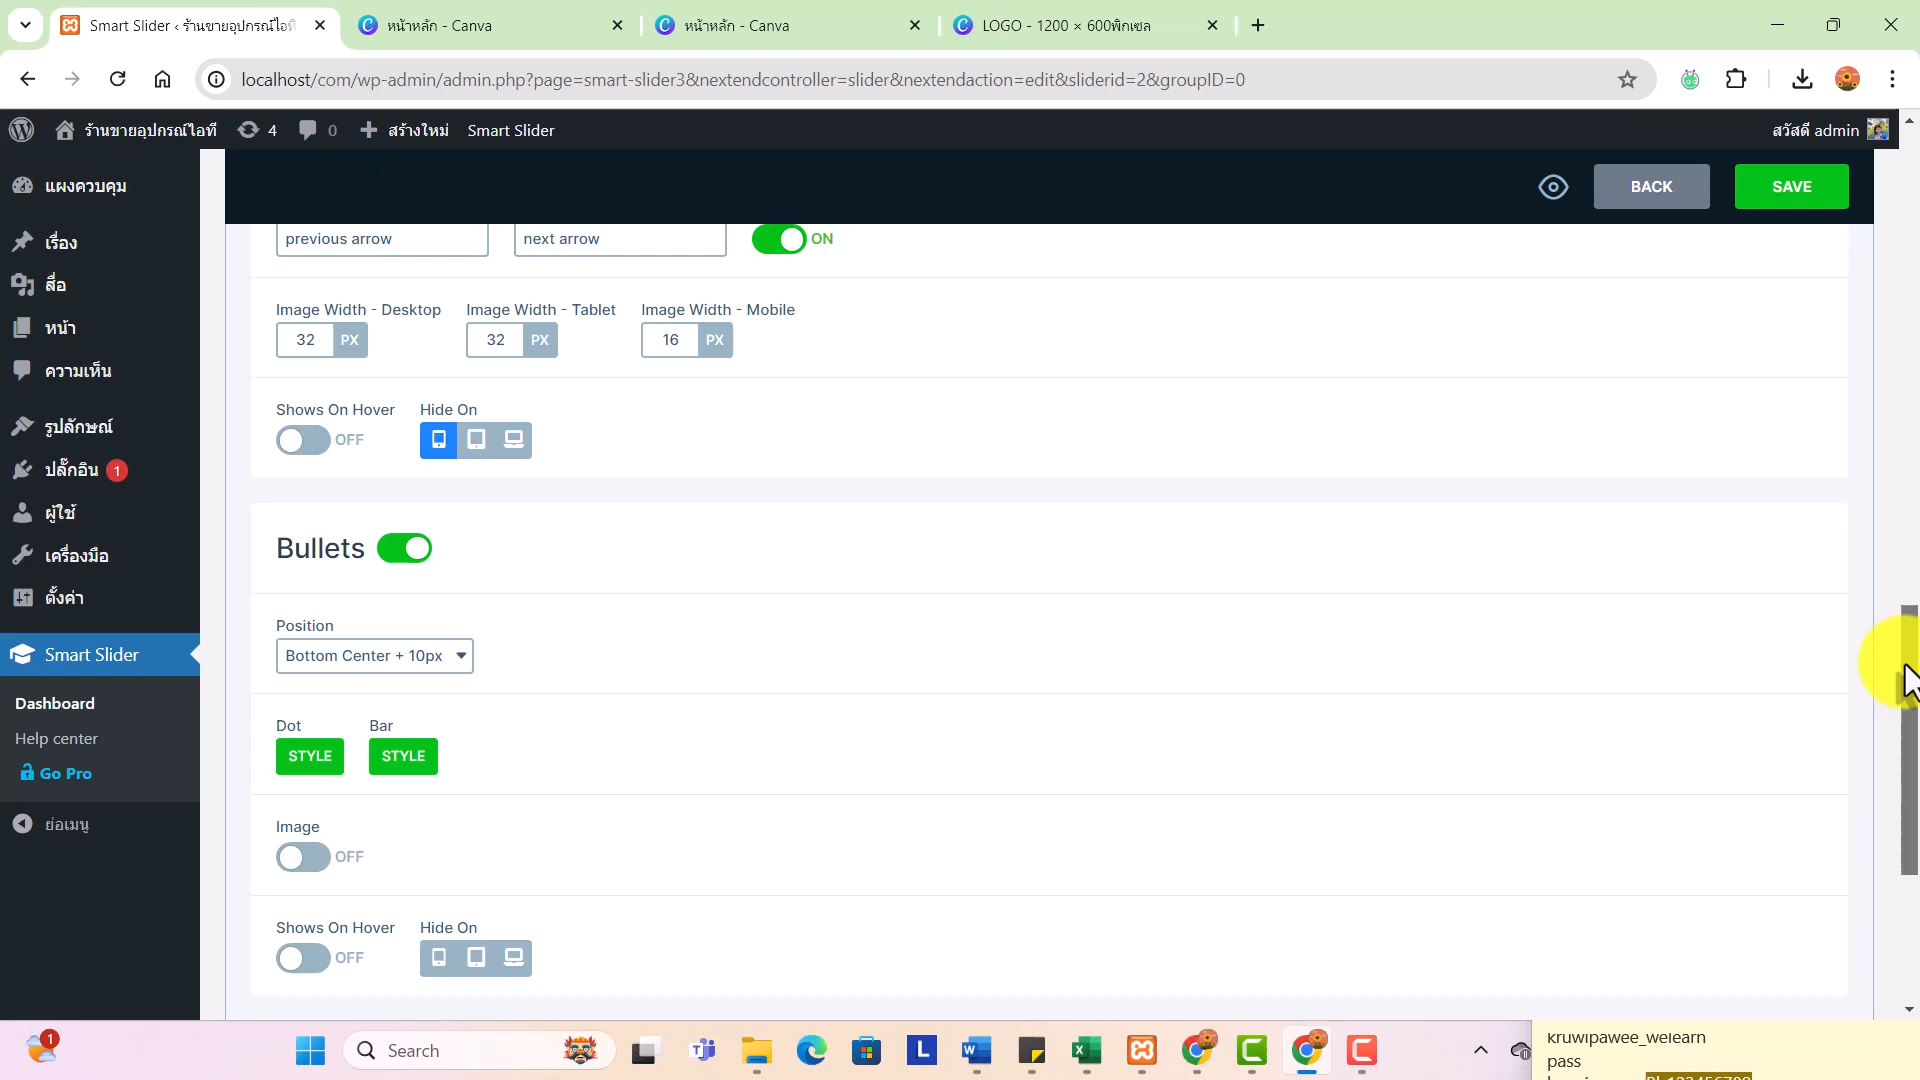 Smart Slider ‹ ร้านขายอุปกรณ์ไอที
หน้าหลัก - Canva
หน้าหลัก - Canva
LOGO - 1200 × 600พิกเซล
localhost/com/wp-admin/admin.php?page=smart-slider3&nextendcontroller=slider&nextendaction=edit&sliderid=2&groupID=0
ร้านขายอุปกรณ์ไอที
4
0
สร้างใหม่
Smart Slider
สวัสดี admin
แผงควบคุม
เรื่อง
สื่อ
หน้า
ความเห็น
รูปลักษณ์
ปลั๊กอิน 1
ผู้ใช้
เครื่องมือ
ตั้งค่า
Smart Slider
Dashboard
Help center
Go Pro
ย่อเมนู
BACK
SAVE
previous arrow
next arrow
ON
Image Width - Desktop
Image Width - Tablet
Image Width - Mobile
32 PX
32 PX
16 PX
Shows On Hover
Hide On
OFF
Bullets
Position
Bottom Center + 10px
Dot
Bar
STYLE
STYLE
Image
OFF
Shows On Hover
Hide On
OFF
1
Search
kruwipawee_welearn
pass